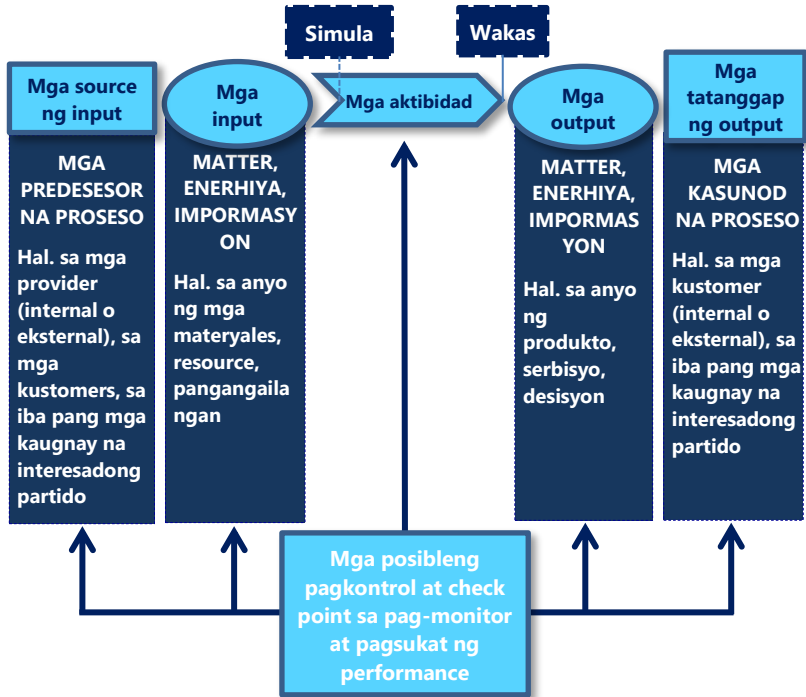 Simula
Wakas
Mga source
ng input
Mga
input
Mga aktibidad
Mga
output
Mga
tatanggap
ng output
MGA
PREDESESOR
NA PROSESO
Hal. sa mga
provider
(internal o
eksternal), sa
mga
kustomers, sa
iba pang mga
kaugnay na
interesadong
partido
MATTER,
ENERHIYA,
IMPORMASY
ON
Hal. sa anyo
ng mga
materyales,
resource,
pangangaila
ngan
MATTER,
ENERHIYA,
IMPORMAS
YON
Hal. sa anyo
ng
produkto,
serbisyo,
desisyon
MGA
KASUNOD
NA PROSESO
Hal. sa mga
kustomer
(internal o
eksternal), sa
iba pang mga
kaugnay na
interesadong
partido
Mga posibleng
pagkontrol at check
point sa pag-monitor
at pagsukat ng
performance